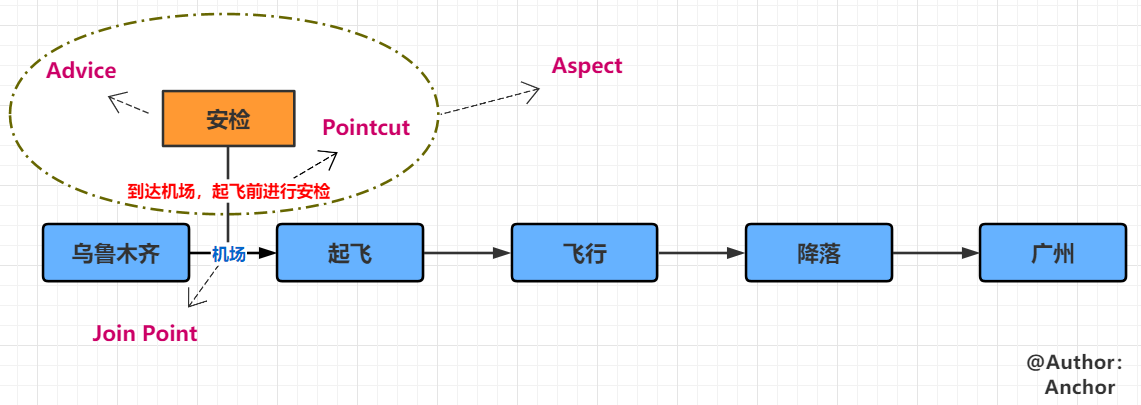 Advice
Aspect
安检
Pointcut
到达机场，起飞前进行安检
乌鲁木齐
机场
起飞
飞行
降落
广州
Join Point
@Author：
Anchor